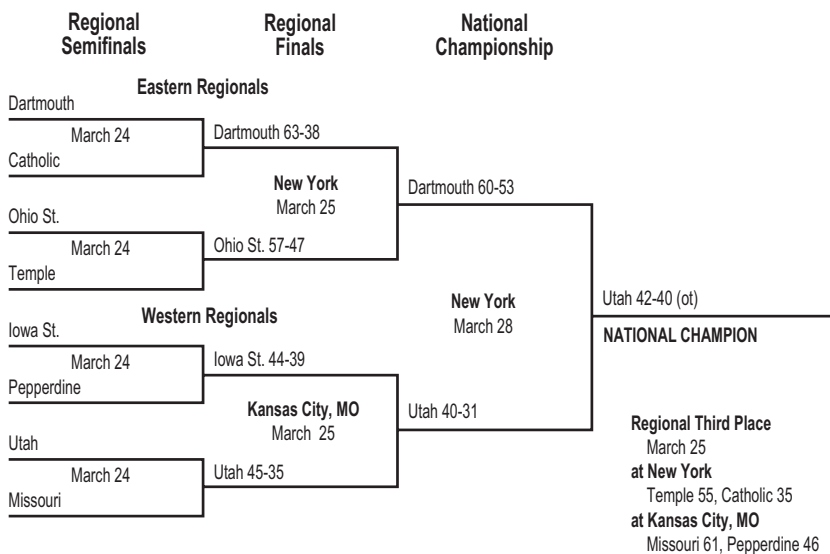 Regional
Semifinals
Regional
Finals
National
Championship
Eastern Regionals
Dartmouth
March 24
Catholic
Dartmouth 63-38
New York
March 25
Ohio St.
March 24
Temple
Ohio St. 57-47
Dartmouth 60-53
Western Regionals
Iowa St.
March 24
Pepperdine
Iowa St. 44-39
Kansas City, MO
March 25
Utah
March 24
Missouri
Utah 45-35
Utah 40-31
New York
March 28
Utah 42-40 (ot)
NATIONAL CHAMPION
Regional Third Place
March 25
at New York
Temple 55, Catholic 35
at Kansas City, MO
Missouri 61, Pepperdine 46